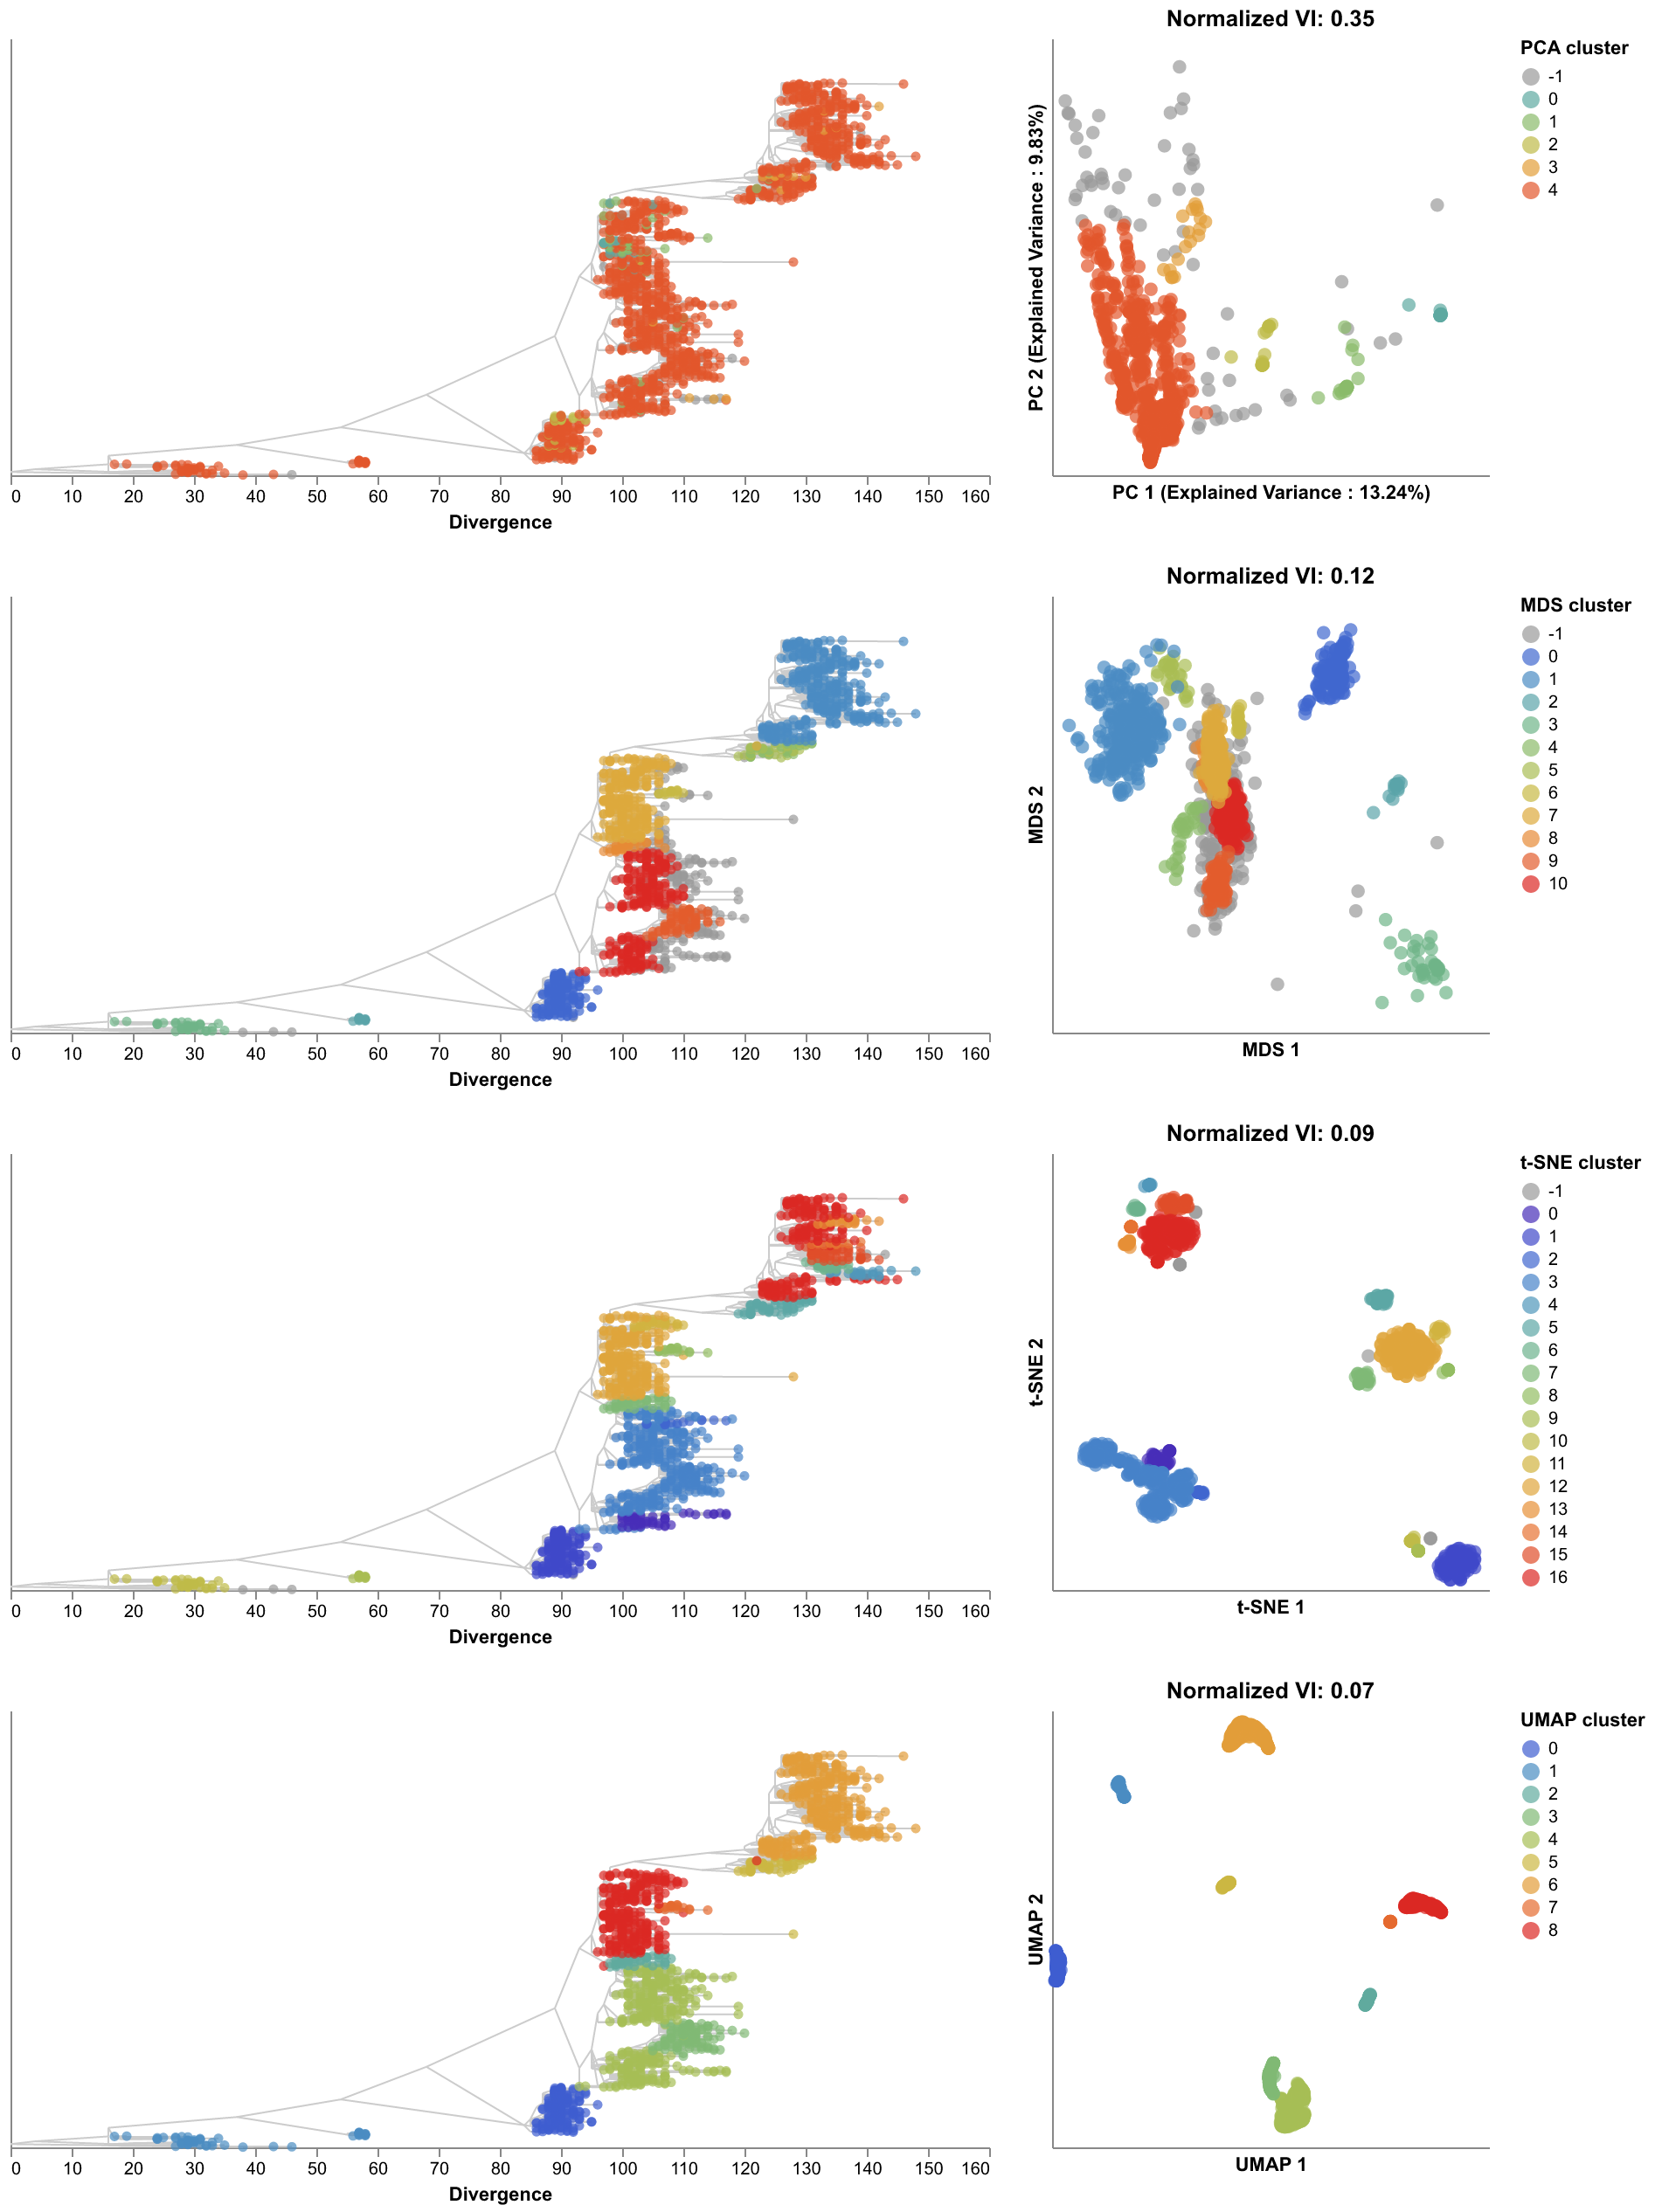 Normalized VI: 0.35
PCA cluster
-1
0
1
2
3
4
PC 2 (Explained Variance : 9.83%)
0 10 20 30 40 50 60 70 80 90 100 110 120 130 140 150 160
Divergence
PC 1 (Explained Variance : 13.24%)
Normalized VI: 0.12
MDS cluster
-1
0
1
2
3
4
5
6
7
8
9
10
MDS 2
0 10 20 30 40 50 60 70 80 90 100 110 120 130 140 150 160
Divergence
MDS 1
Normalized VI: 0.09
t-SNE cluster
-1
0
1
2
3
4
5
6
7
8
9
10
11
12
13
14
15
16
t-SNE 2
0 10 20 30 40 50 60 70 80 90 100 110 120 130 140 150 160
Divergence
t-SNE 1
Normalized VI: 0.07
UMAP cluster
0
1
2
3
4
5
6
7
8
UMAP 2
0 10 20 30 40 50 60 70 80 90 100 110 120 130 140 150 160
Divergence
UMAP 1